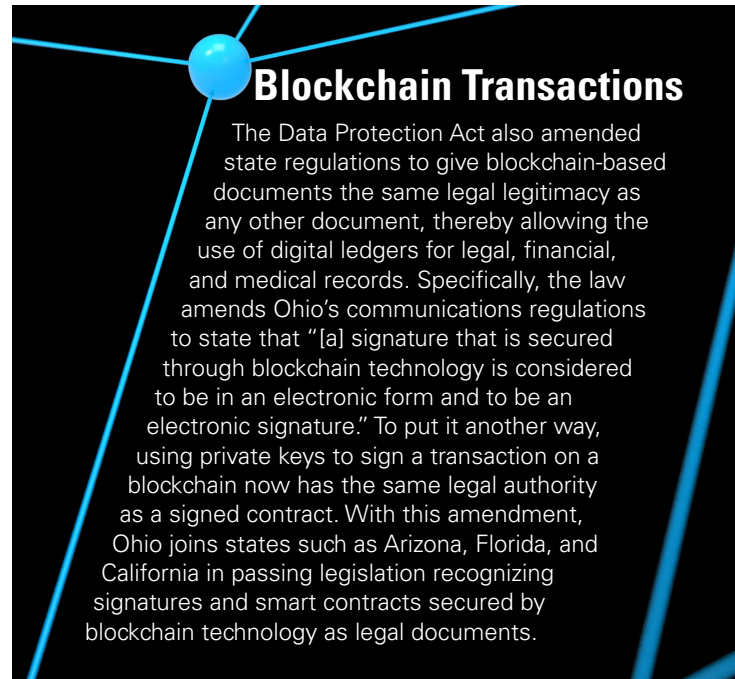 Blockchain Transactions
The Data Protection Act also amended
state regulations to give blockchain-based
documents the same legal legitimacy as
any other document, thereby allowing the
use of digital ledgers for legal, financial,
and medical records. Specifically, the law
amends Ohio’s communications regulations
to state that “[a] signature that is secured
through blockchain technology is considered
to be in an electronic form and to be an
electronic signature.” To put it another way,
using private keys to sign a transaction on a
blockchain now has the same legal authority
as a signed contract. With this amendment,
Ohio joins states such as Arizona, Florida, and
California in passing legislation recognizing
signatures and smart contracts secured by
blockchain technology as legal documents.